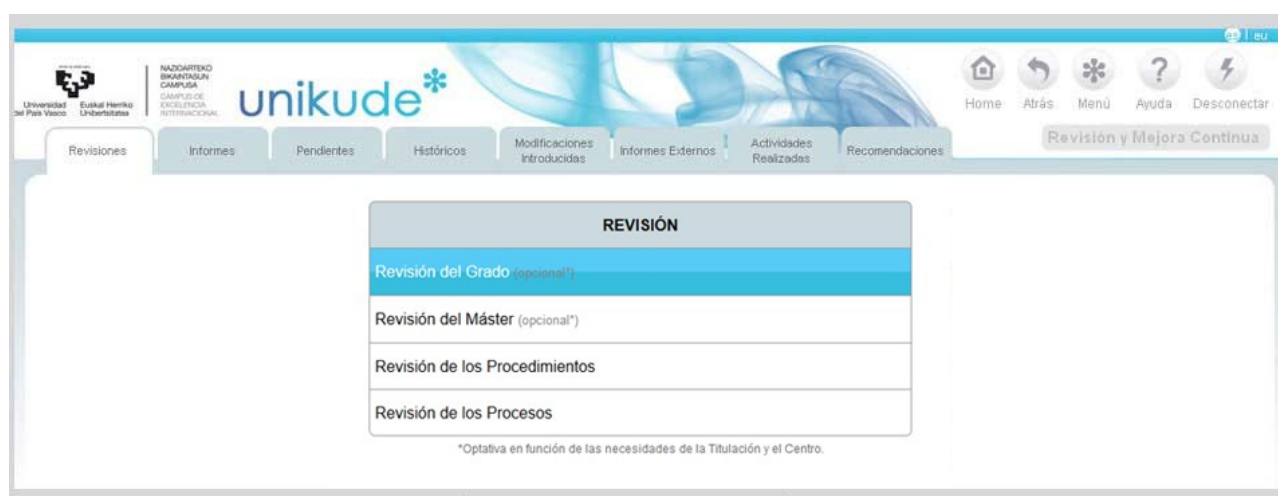 es | eu
Universidad
del País Vasco
Euskal Herriko
Unibertsitatea
NAZIOARTEKO
BIKAINTASUN
CAMPUSA
CAMPUS DE
EXCELENCIA
INTERNACIONAL
unikude*
Home
Atrás
Menú
Ayuda
Desconectar
Revisión y Mejora Continua
Revisiones
Informes
Pendientes
Históricos
Modificaciones
Introducidas
Informes Externos
Actividades
Realizadas
Recomendaciones
REVISIÓN
Revisión del Grado (opcional*)
Revisión del Máster (opcional*)
Revisión de los Procedimientos
Revisión de los Procesos
*Optativa en función de las necesidades de la Titulación y el Centro.